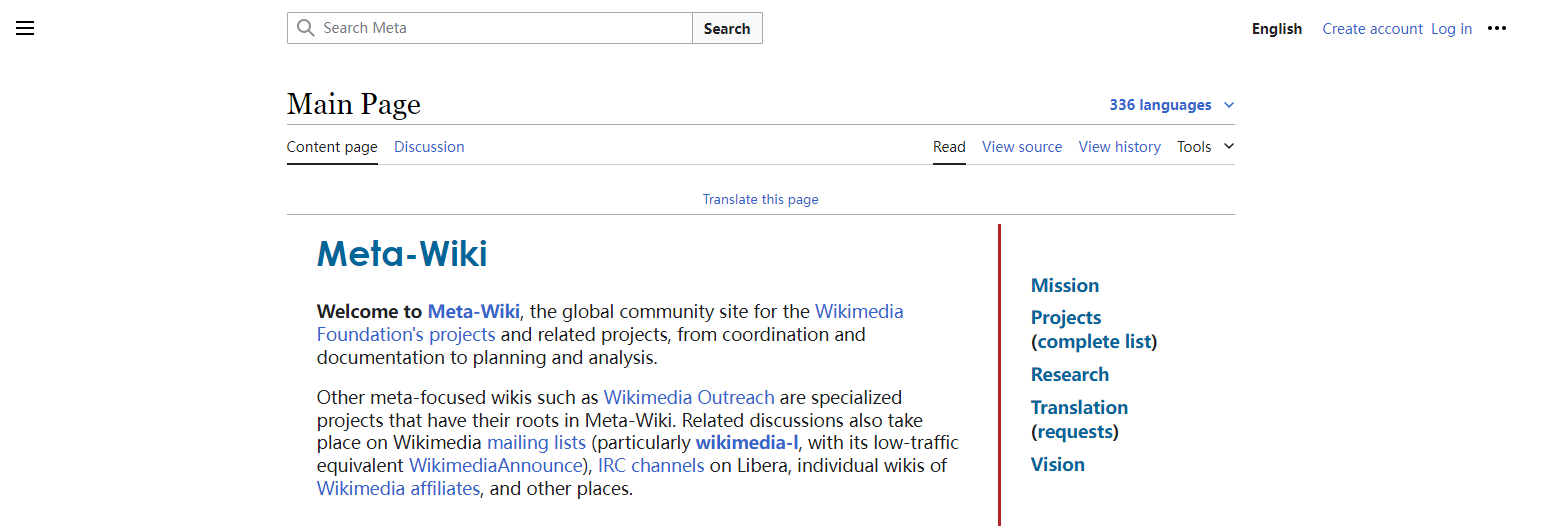 Search Meta
Search
English
Create account
Log in
Main Page
336 languages
Content page
Discussion
Read
View source
View history
Tools
Translate this page
Meta-Wiki
Welcome to Meta-Wiki, the global community site for the Wikimedia
Foundation's projects and related projects, from coordination and
documentation to planning and analysis.
Other meta-focused wikis such as Wikimedia Outreach are specialized
projects that have their roots in Meta-Wiki. Related discussions also take
place on Wikimedia mailing lists (particularly wikimedia-l, with its low-traffic
equivalent WikimediaAnnounce), IRC channels on Libera, individual wikis of
Wikimedia affiliates, and other places.
Mission
Projects
(complete list)
Research
Translation
(requests)
Vision